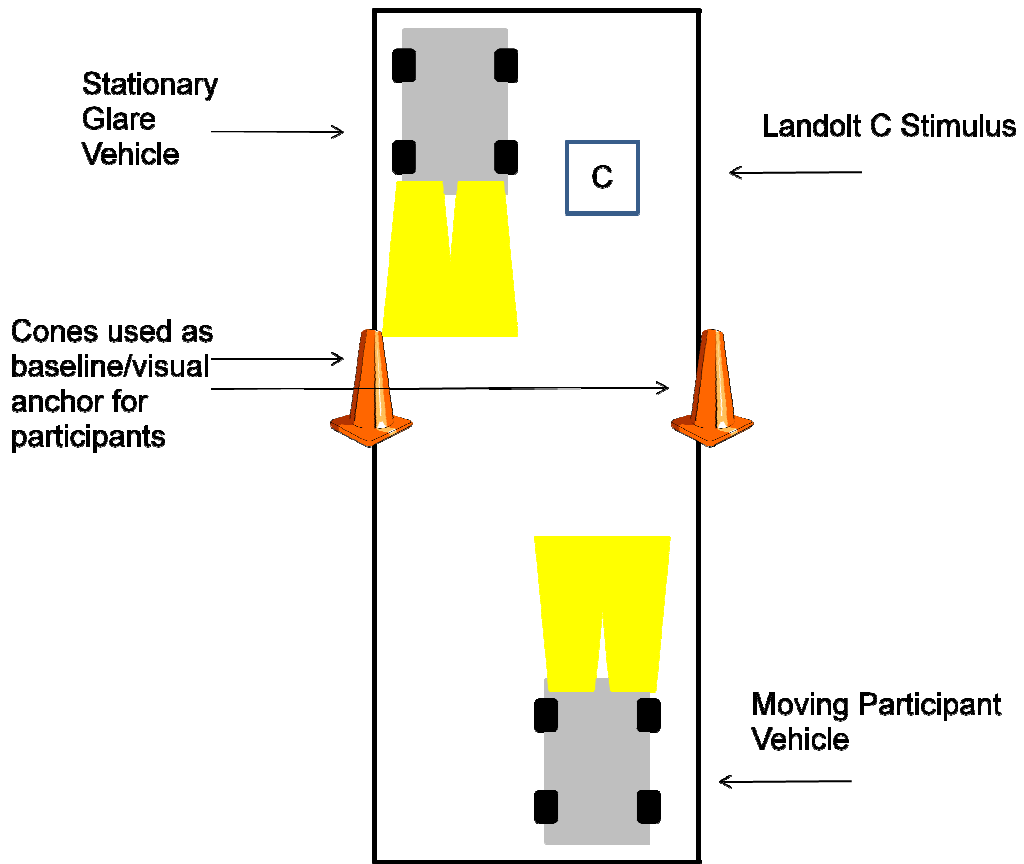 Stationary
Glare
Vehicle
Landolt C Stimulus
C
Cones used as
baseline/visual
anchor for
participants
Moving Participant
Vehicle